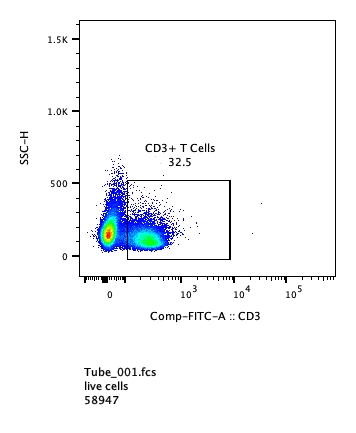 1.5K
1.0K
500
0
SSC-H
CD3+ T Cells
32.5
0 10³ 10⁴ 10⁵
Comp-FITC-A :: CD3
Tube_001.fcs
live cells
58947